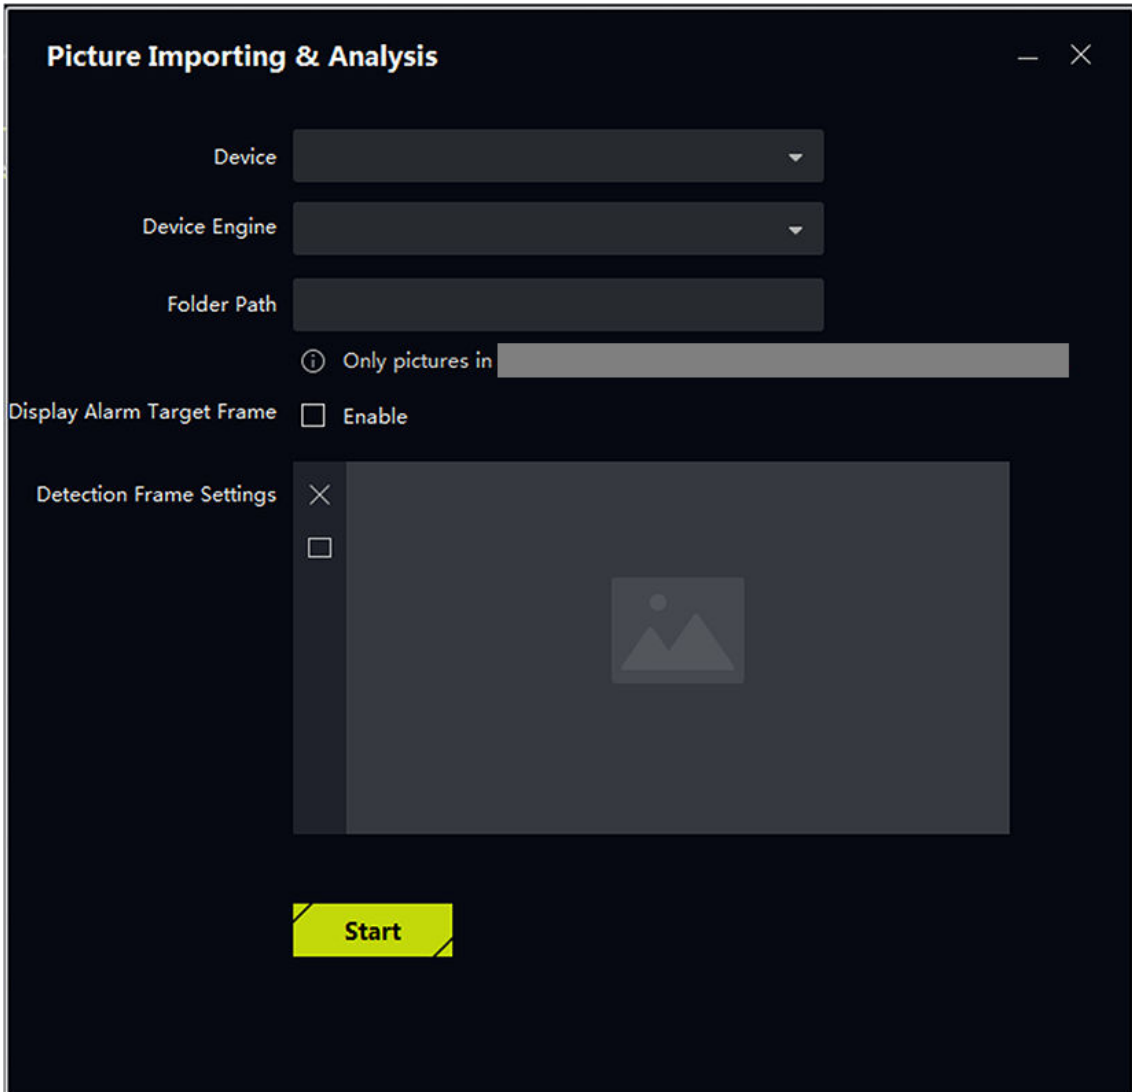 Picture Importing & Analysis
Device
Device Engine
Folder Path
Only pictures in
Display Alarm Target Frame
Enable
Detection Frame Settings
Start